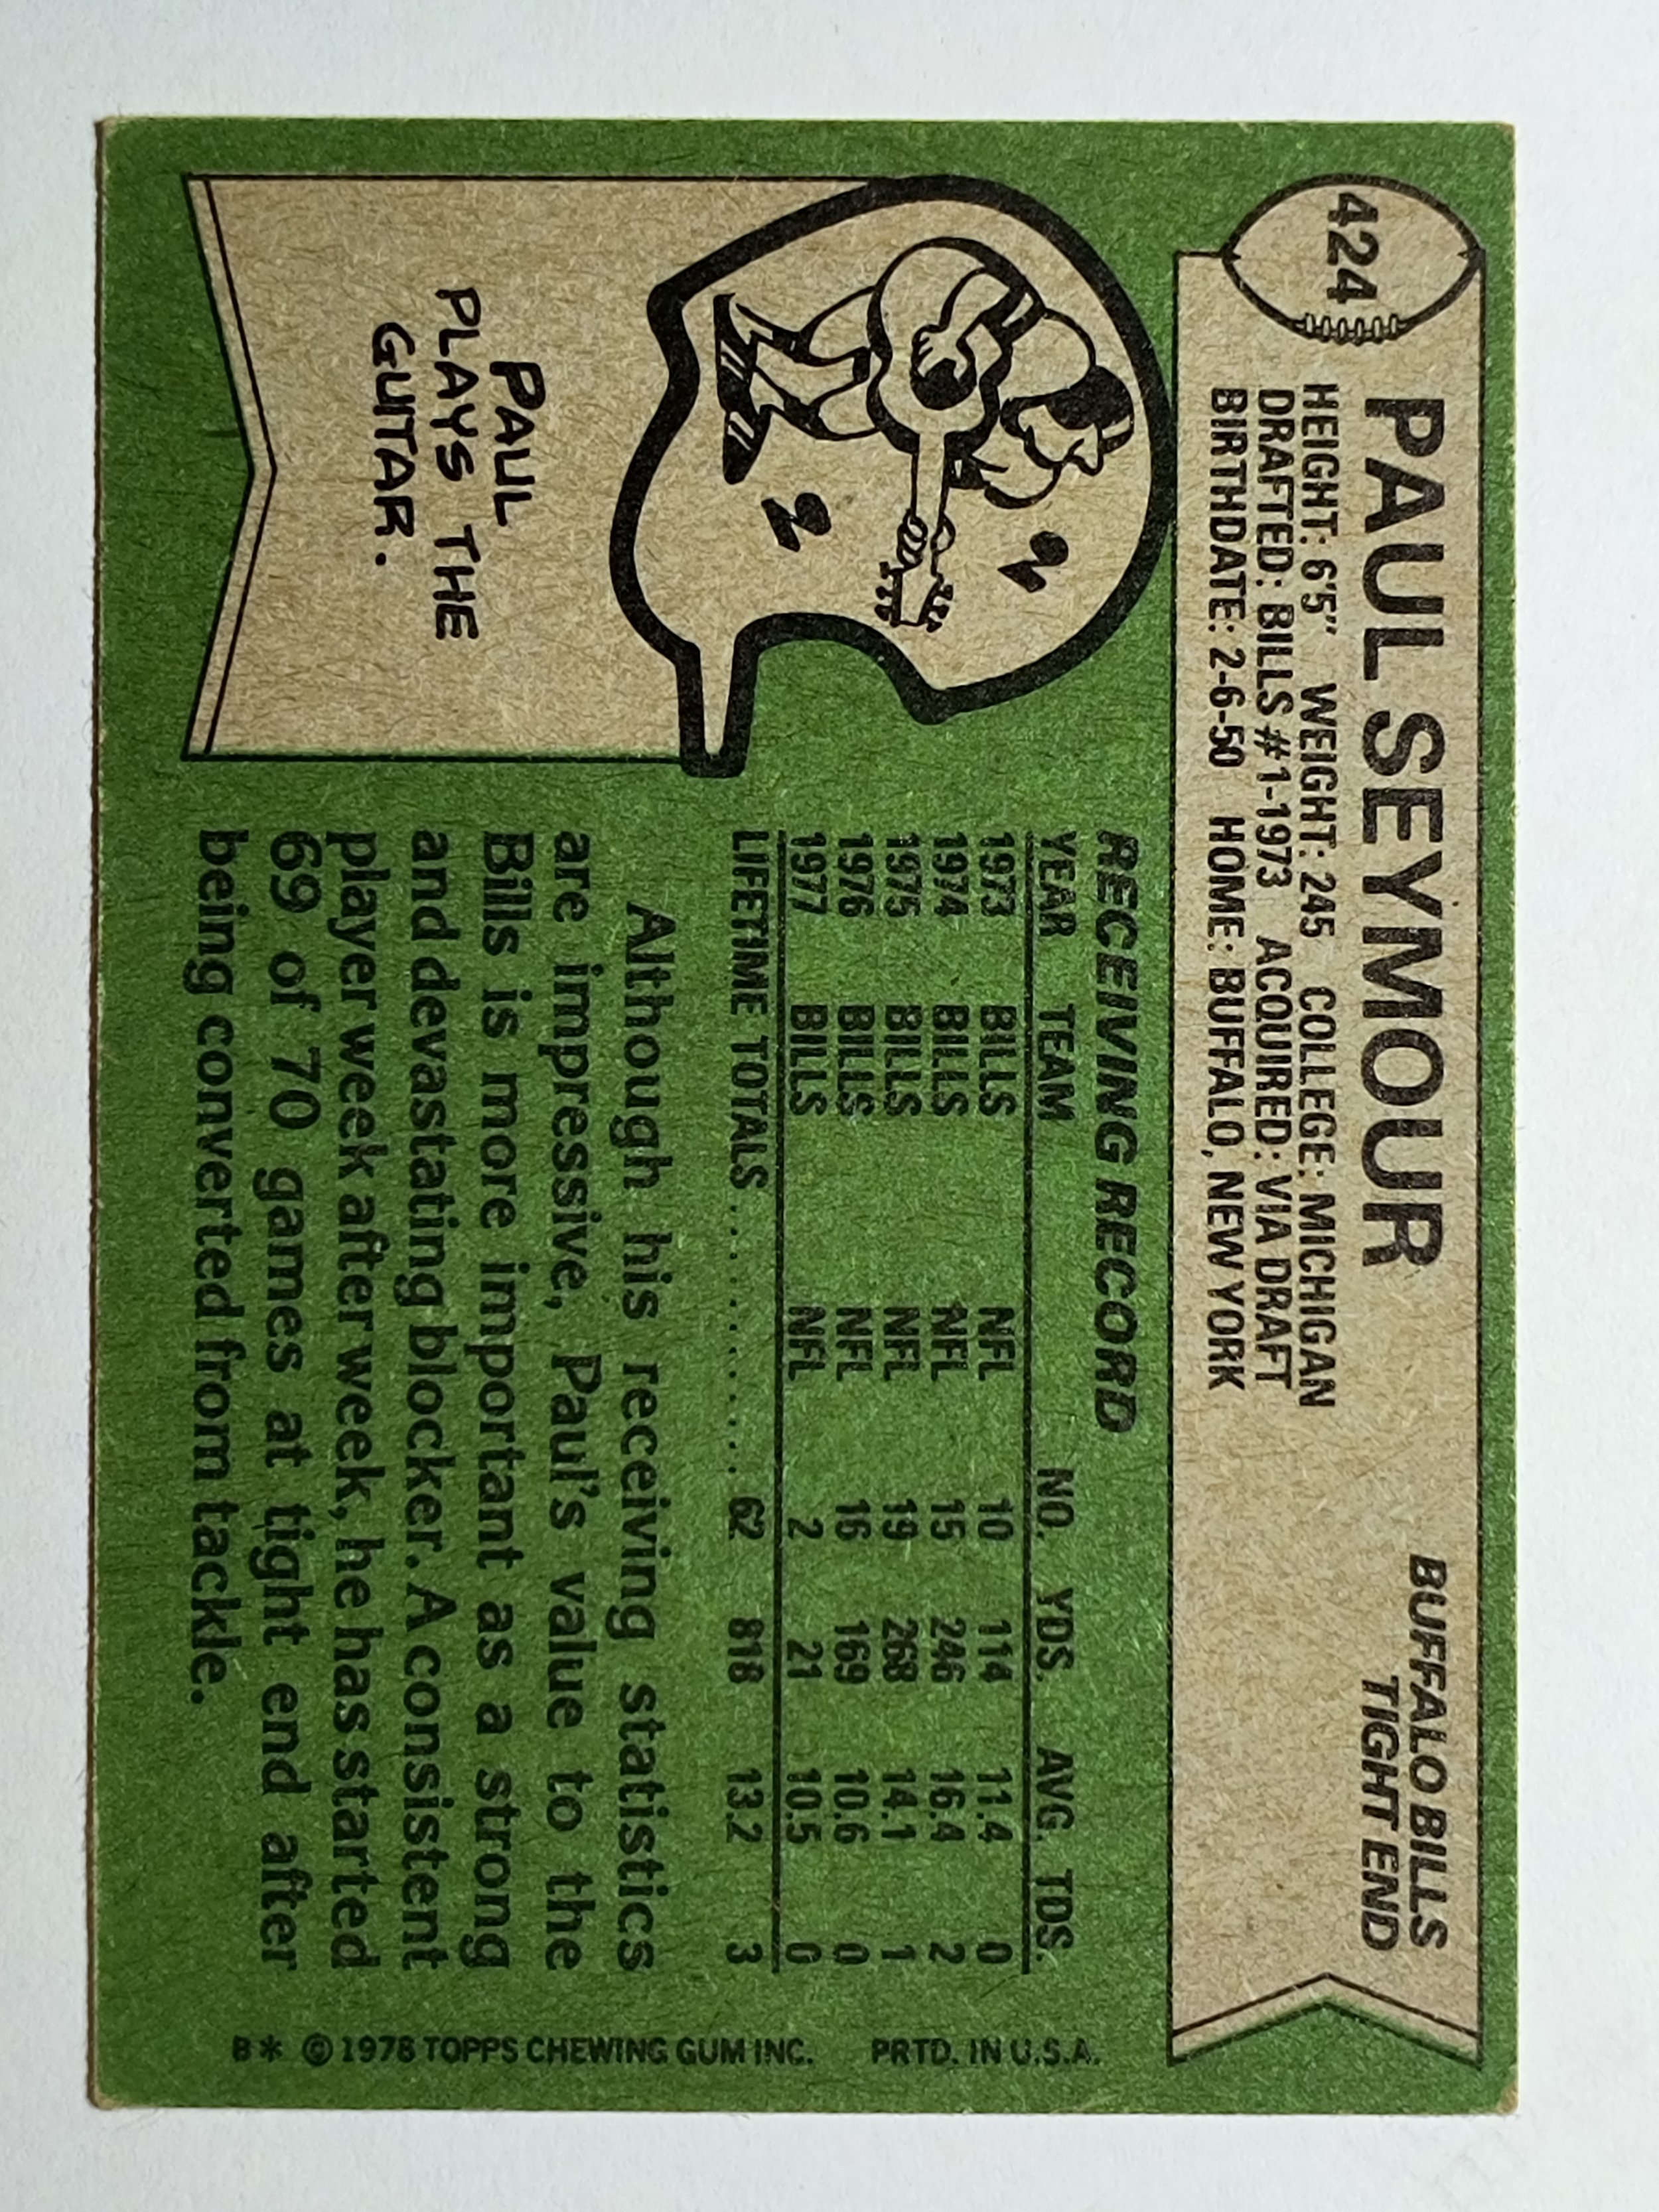 424
PAUL SEYMOUR
BUFFALO BILLS
TIGHT END
HEIGHT: 6'5" WEIGHT: 245 COLLEGE: MICHIGAN
DRAFTED: BILLS #1-1973 ACQUIRED: VIA DRAFT
BIRTHDATE: 2-6-50 HOME: BUFFALO, NEW YORK
PAUL
PLAYS THE
GUITAR.
RECEIVING RECORD
YEAR TEAM NO. YDS. AVG. TDS.
1973 BILLS NFL 10 114 11.4 0
1974 BILLS NFL 15 246 16.4 2
1975 BILLS NFL 19 268 14.1 1
1976 BILLS NFL 16 169 10.6 0
1977 BILLS NFL 2 21 10.5 0
LIFETIME TOTALS .............. 62 818 13.2 3
Although his receiving statistics
are impressive, Paul's value to the
Bills is more important as a strong
and devastating blocker. A consistent
player week after week, he has started
69 of 70 games at tight end after
being converted from tackle.
B* © 1978 TOPPS CHEWING GUM INC. PRTD. IN U.S.A.